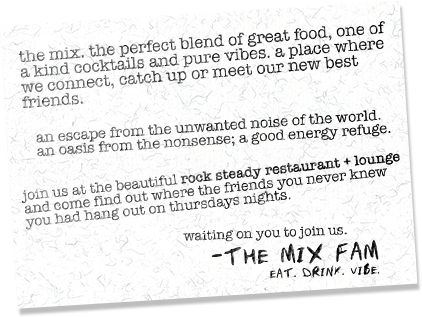 the mix. the perfect blend of great food, one of
a kind cocktails and pure vibes. a place where
we connect, catch up or meet our new best
friends.
an escape from the unwanted noise of the world.
an oasis from the nonsense; a good energy refuge.
join us at the beautiful rock steady restaurant + lounge
and come find out where the friends you never knew
you had hang out on thursdays nights.
waiting on you to join us.
-THE MIX FAM
EAT. DRINK. VIBE.